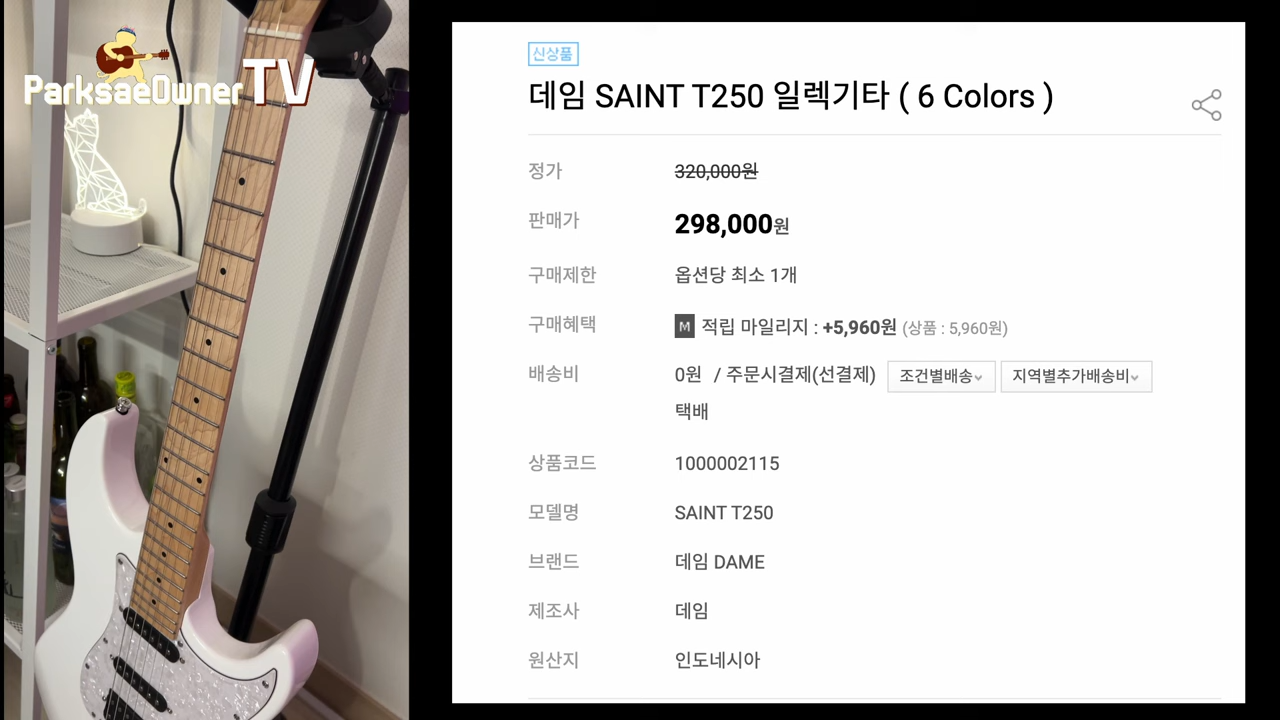 ParksaeOwnerTV
신상품
데임 SAINT T250 일렉기타 ( 6 Colors )
정가 320,000원
판매가 298,000원
구매제한 옵션당 최소 1개
구매혜택 M 적립 마일리지 : +5,960원 (상품 : 5,960원)
배송비 0원 / 주문시결제(선결제) 조건별배송 지역별추가배송비
택배
상품코드 1000002115
모델명 SAINT T250
브랜드 데임 DAME
제조사 데임
원산지 인도네시아